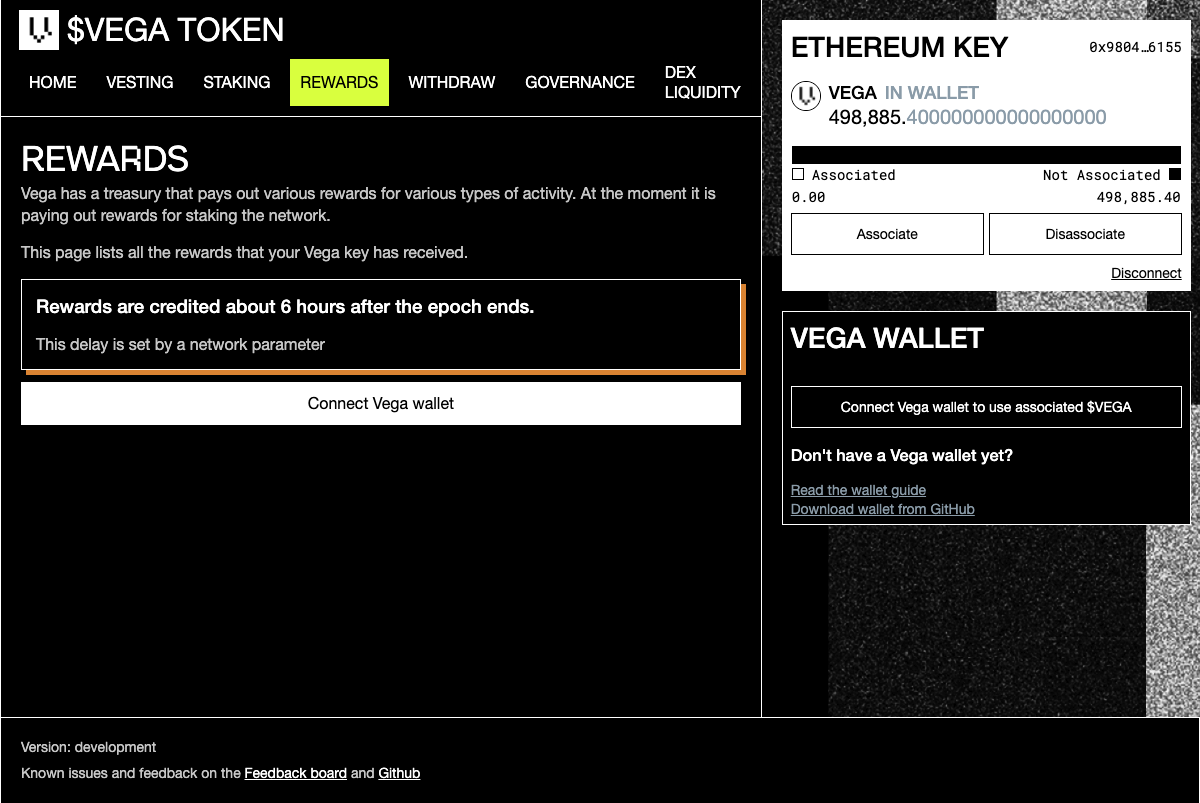 $VEGA TOKEN
HOME VESTING STAKING REWARDS WITHDRAW GOVERNANCE DEX
LIQUIDITY
REWARDS
Vega has a treasury that pays out various rewards for various types of activity. At the moment it is
paying out rewards for staking the network.
This page lists all the rewards that your Vega key has received.
Rewards are credited about 6 hours after the epoch ends.
This delay is set by a network parameter
Connect Vega wallet
ETHEREUM KEY 0x9804…6155
VEGA IN WALLET
498,885.400000000000000000
Associated Not Associated
0.00 498,885.40
Associate Disassociate
Disconnect
VEGA WALLET
Connect Vega wallet to use associated $VEGA
Don't have a Vega wallet yet?
Read the wallet guide
Download wallet from GitHub
Version: development
Known issues and feedback on the Feedback board and Github